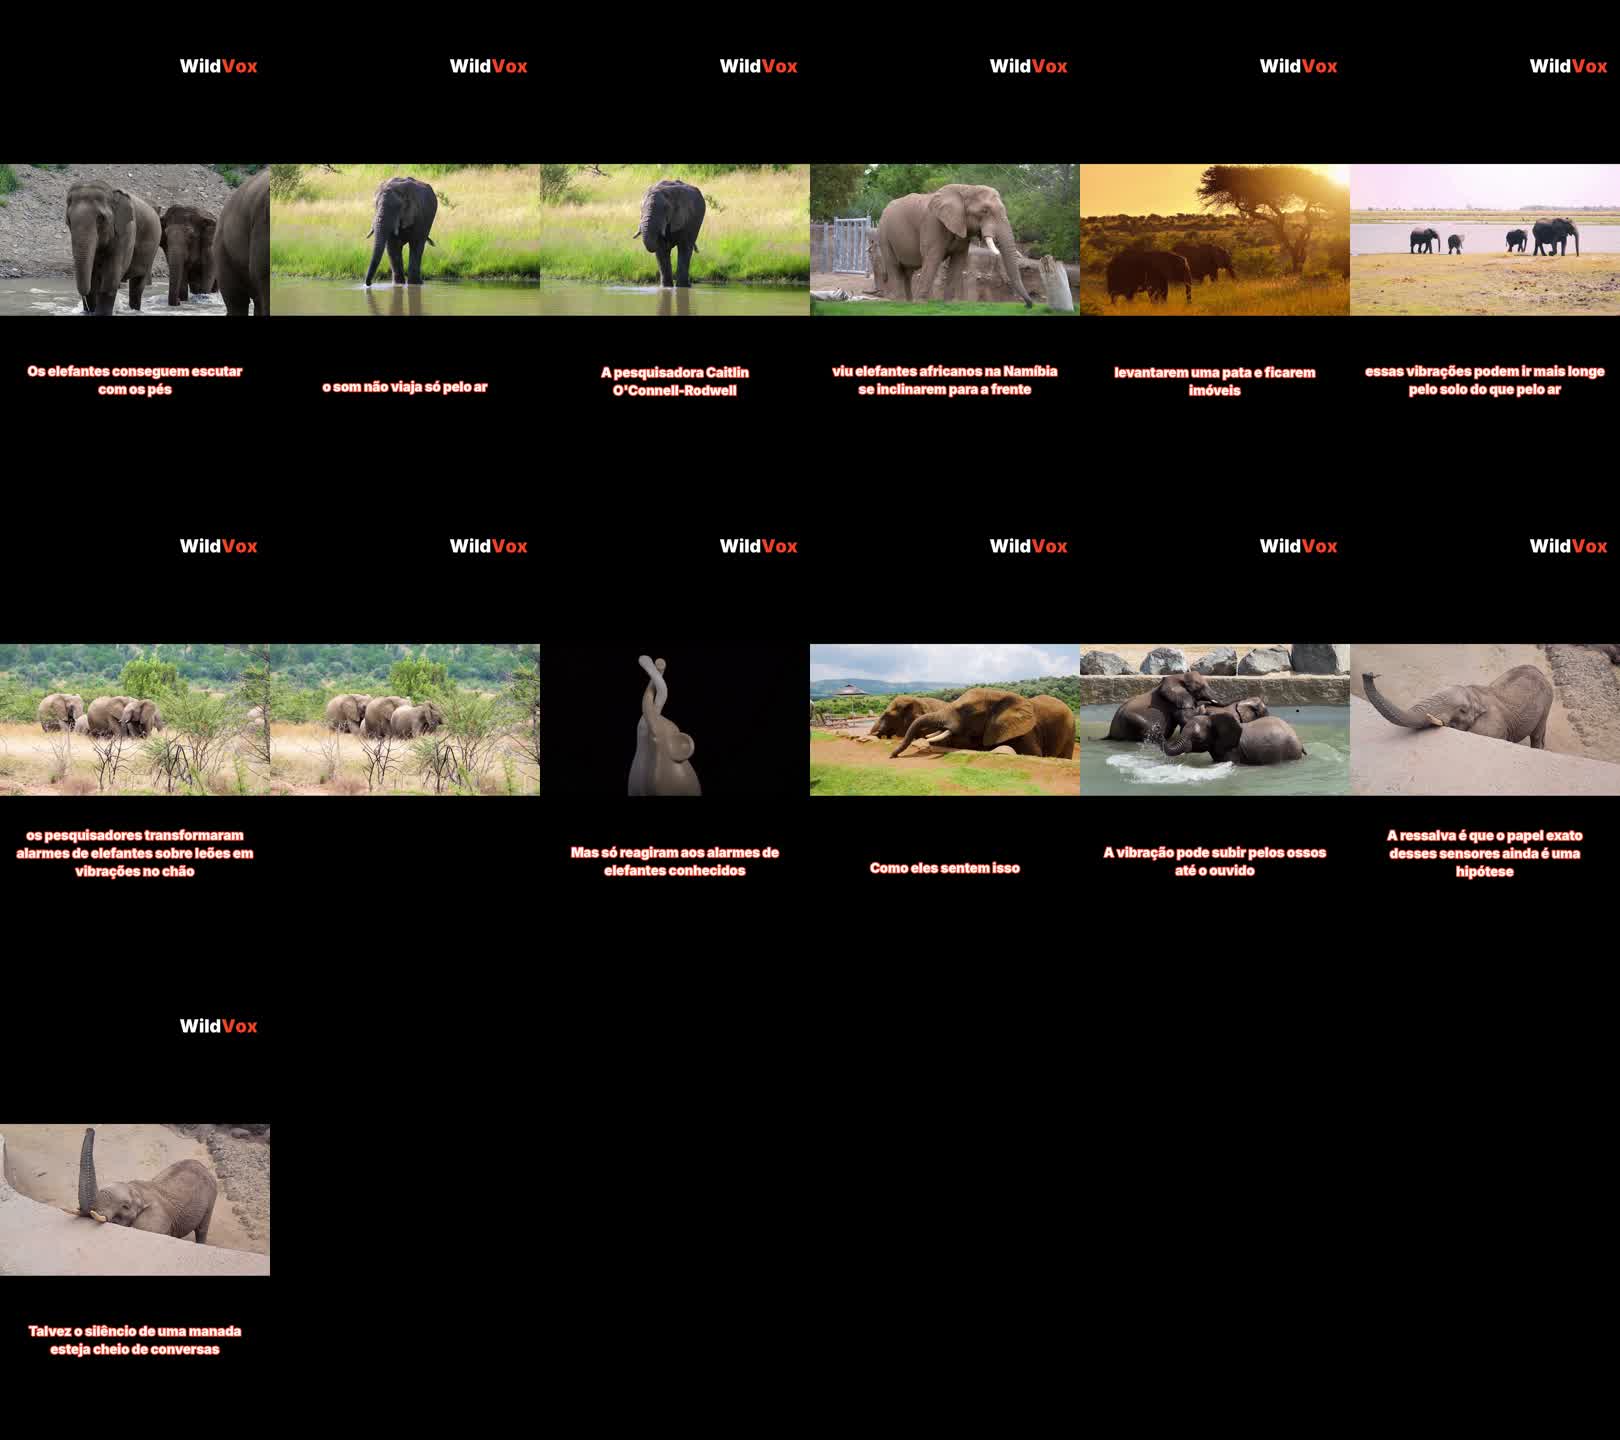 WildVox
WildVox
WildVox
WildVox
WildVox
WildVox
Os elefantes conseguem escutar
com os pés
o som não viaja só pelo ar
A pesquisadora Caitlin
O'Connell-Rodwell
viu elefantes africanos na Namíbia
se inclinarem para a frente
levantarem uma pata e ficarem
imóveis
essas vibrações podem ir mais longe
pelo solo do que pelo ar
WildVox
WildVox
WildVox
WildVox
WildVox
WildVox
os pesquisadores transformaram
alarmes de elefantes sobre leões em
vibrações no chão
Mas só reagiram aos alarmes de
elefantes conhecidos
Como eles sentem isso
A vibração pode subir pelos ossos
até o ouvido
A ressalva é que o papel exato
desses sensores ainda é uma
hipótese
WildVox
Talvez o silêncio de uma manada
esteja cheio de conversas